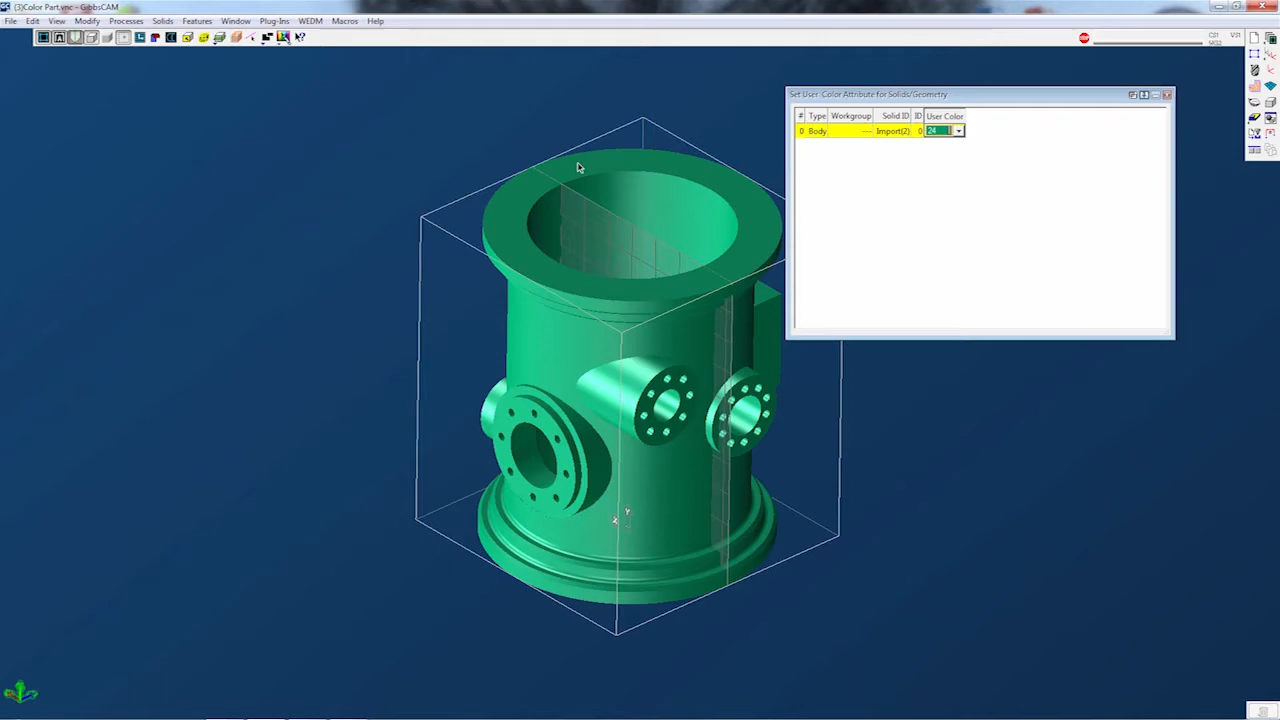 (3)Color Part.vnc - GibbsCAM
File Edit View Modify Processes Solids Features Window Plug-Ins WEDM Macros Help
CS1 VS1
Set User Color Attribute for Solids/Geometry
# Type Workgroup Solid ID ID User Color
0 Body --- Import(2) 0 24
Y
X